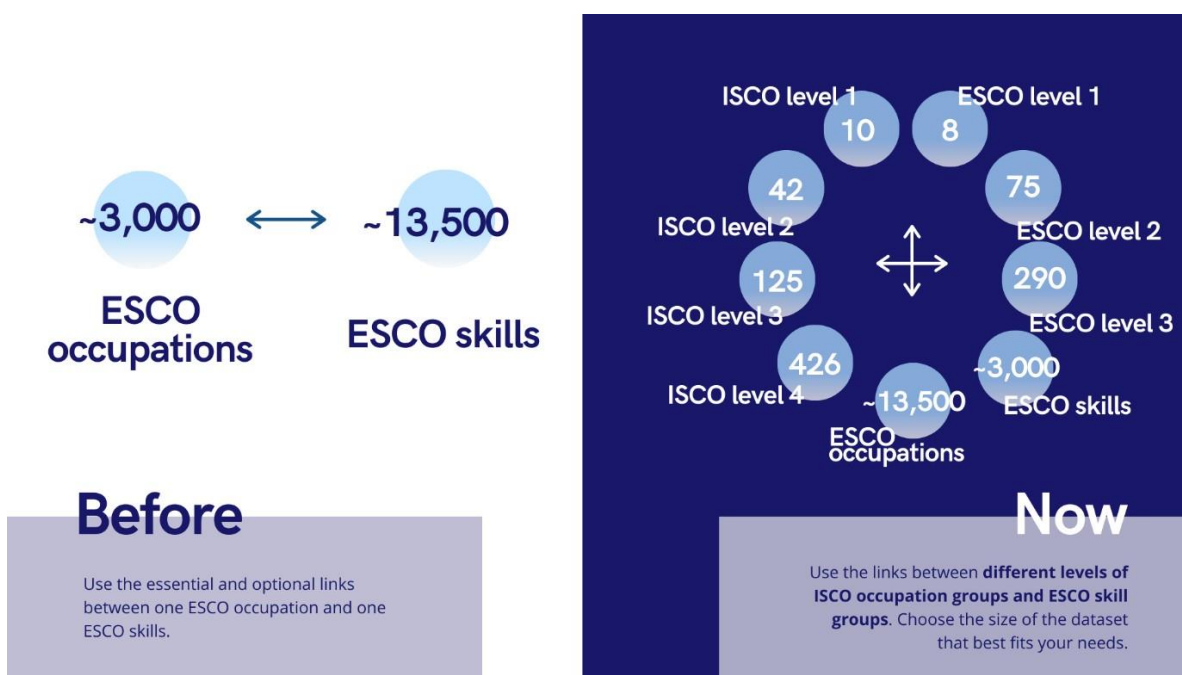 ~3,000
~13,500
ESCO
occupations
ESCO skills
Before
Use the essential and optional links
between one ESCO occupation and one
ESCO skills.
ISCO level 1
10
ESCO level 1
8
42
ISCO level 2
75
ESCO level 2
125
ISCO level 3
290
ESCO level 3
426
ISCO level 4
~3,000
ESCO skills
~13,500
ESCO
occupations
Now
Use the links between different levels of
ISCO occupation groups and ESCO skill
groups. Choose the size of the dataset
that best fits your needs.